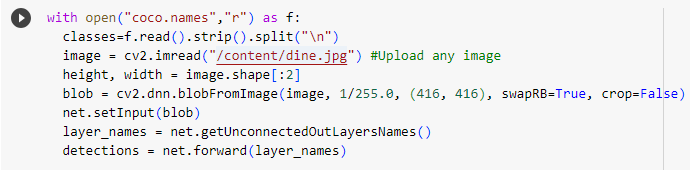 with open("coco.names","r") as f:
  classes=f.read().strip().split("\n")
  image = cv2.imread("/content/dine.jpg") #Upload any image
  height, width = image.shape[:2]
  blob = cv2.dnn.blobFromImage(image, 1/255.0, (416, 416), swapRB=True, crop=False)
  net.setInput(blob)
  layer_names = net.getUnconnectedOutLayersNames()
  detections = net.forward(layer_names)